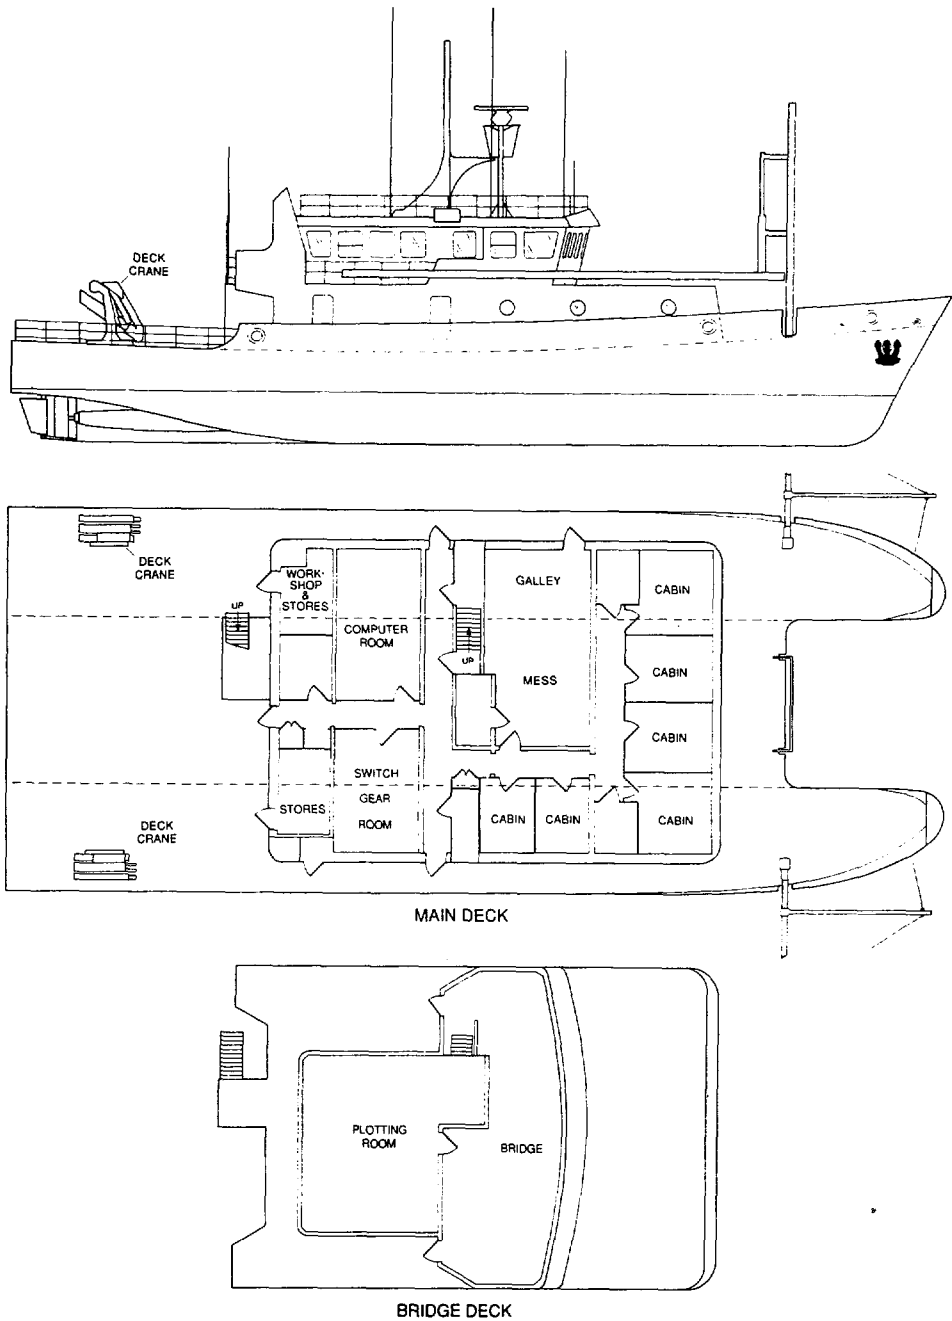 DECK
CRANE
DECK
CRANE
WORK-
SHOP
&
STORES
UP
COMPUTER
ROOM
GALLEY
CABIN
UP
MESS
CABIN
CABIN
SWITCH
GEAR
ROOM
STORES
CABIN
CABIN
CABIN
DECK
CRANE
MAIN DECK
PLOTTING
ROOM
BRIDGE
BRIDGE DECK